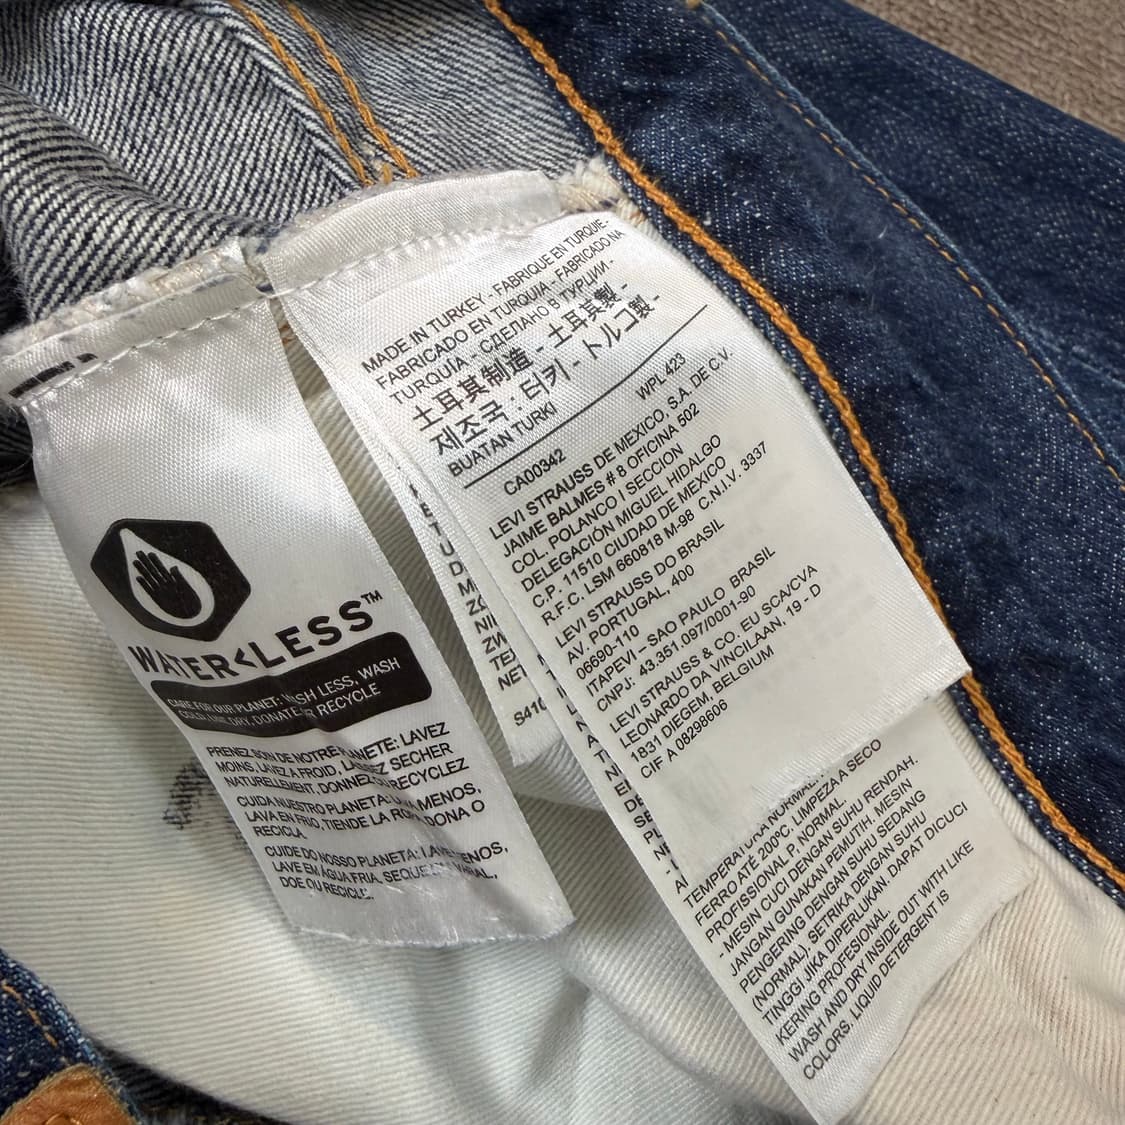 WATER<LESS™
CARE FOR OUR PLANET: WASH LESS, WASH
COLD, LINE DRY, DONATE OR RECYCLE
PRENEZ SOIN DE NOTRE PLANETE: LAVEZ
MOINS, LAVEZ A FROID, LAISSEZ SECHER
NATURELLEMENT, DONNEZ OU RECYCLEZ
CUIDA NUESTRO PLANETA: LAVA MENOS,
LAVA EN FRIO, TIENDE LA ROPA, DONA O
RECICLA.
CUIDE DO NOSSO PLANETA: LAVE MENOS,
LAVE EM ÁGUA FRIA, SEQUE
DOE OU RECICLE.
MADE IN TURKEY - FABRIQUE EN TURQUIE -
FABRICADO EN TURQUIA - FABRICADO NA
TURQUÍA - СДЕЛАНО В ТУРЦИИ -
土耳其制造 - 土耳其製 -
제조국 : 터키 - トルコ製 -
BUATAN TURKI
CA00342 WPL 423
LEVI STRAUSS DE MEXICO, S.A. DE C.V.
JAIME BALMES # 8 OFICINA 502
COL. POLANCO I SECCION
DELEGACIÓN MIGUEL HIDALGO
C.P. 11510 CIUDAD DE MEXICO
R.F.C. LSM 660818 M-98 C.N.I.V. 3337
LEVI STRAUSS DO BRASIL
AV. PORTUGAL, 400
06690-110
ITAPEVI – SAO PAULO BRASIL
CNPJ: 43.351.097/0001-90
LEVI STRAUSS & CO. EU SCA/CVA
LEONARDO DA VINCILAAN, 19 - D
1831 DIEGEM, BELGIUM
CIF A 08298606
TEMPERATURA NORMAL.
FERRO ATÉ 200ºC. LIMPEZA A SECO
PROFISSIONAL P, NORMAL.
- MESIN CUCI DENGAN SUHU RENDAH.
JANGAN GUNAKAN PEMUTIH. MESIN
PENGERING DENGAN SUHU SEDANG
(NORMAL). SETRIKA DENGAN SUHU
TINGGI JIKA DIPERLUKAN. DAPAT DICUCI
KERING PROFESIONAL.
WASH AND DRY INSIDE OUT WITH LIKE
COLORS. LIQUID DETERGENT IS